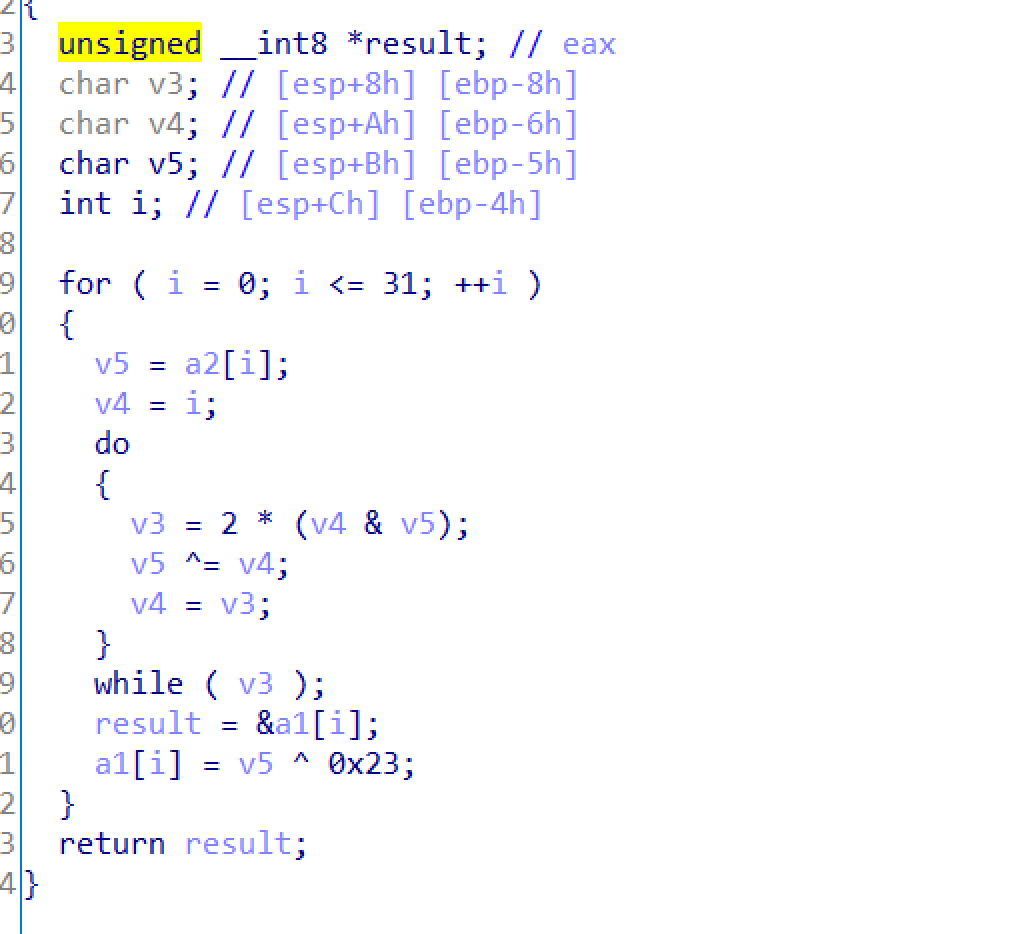 2 {
3 unsigned __int8 *result; // eax
4 char v3; // [esp+8h] [ebp-8h]
5 char v4; // [esp+Ah] [ebp-6h]
6 char v5; // [esp+Bh] [ebp-5h]
7 int i; // [esp+Ch] [ebp-4h]
8
9 for ( i = 0; i <= 31; ++i )
0 {
1 v5 = a2[i];
2 v4 = i;
3 do
4 {
5 v3 = 2 * (v4 & v5);
6 v5 ^= v4;
7 v4 = v3;
8 }
9 while ( v3 );
0 result = &a1[i];
1 a1[i] = v5 ^ 0x23;
2 }
3 return result;
4 }